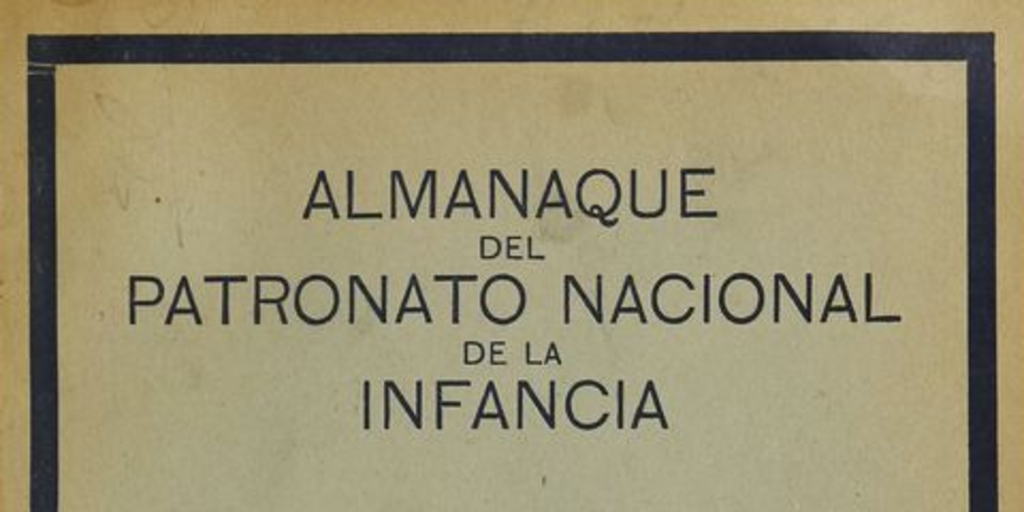 ALMANAQUE
DEL
PATRONATO NACIONAL
DE LA
INFANCIA